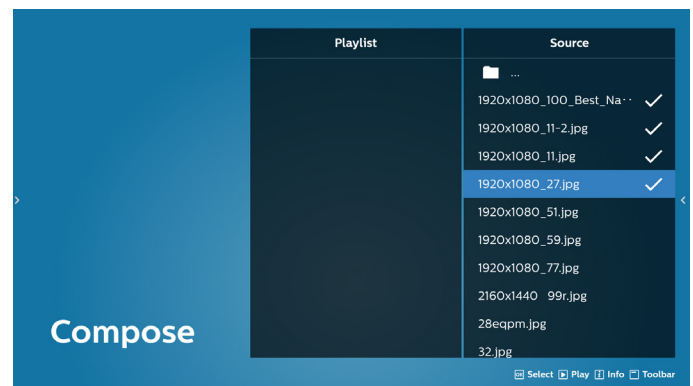 Playlist
Source
...
1920x1080_100_Best_Na··
1920x1080_11-2.jpg
1920x1080_11.jpg
1920x1080_27.jpg
1920x1080_51.jpg
1920x1080_59.jpg
1920x1080_77.jpg
2160x1440 99r.jpg
28eqpm.jpg
32.jpg
Compose
OK Select Play i Info Toolbar